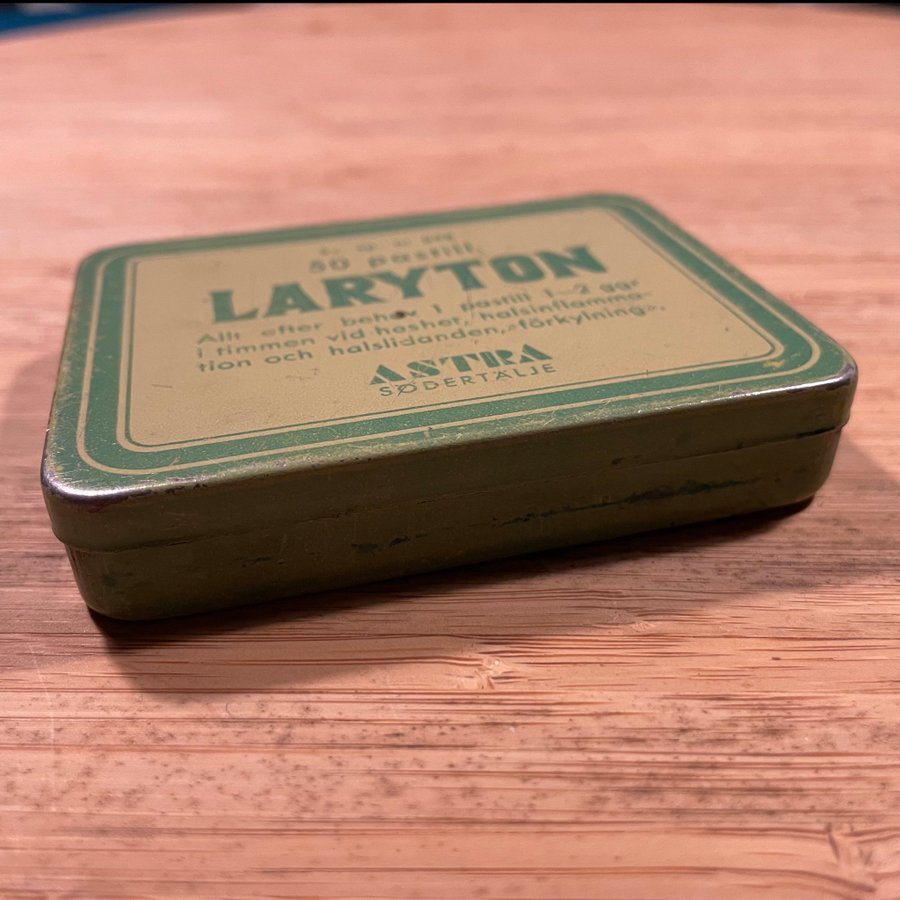 50 pastill.
LARYTON
Allt efter behov 1 pastill 1–2 ggr
i timmen vid heshet, halsinflamma-
tion och halslidanden, »förkylning».
ASTRA
SÖDERTÄLJE